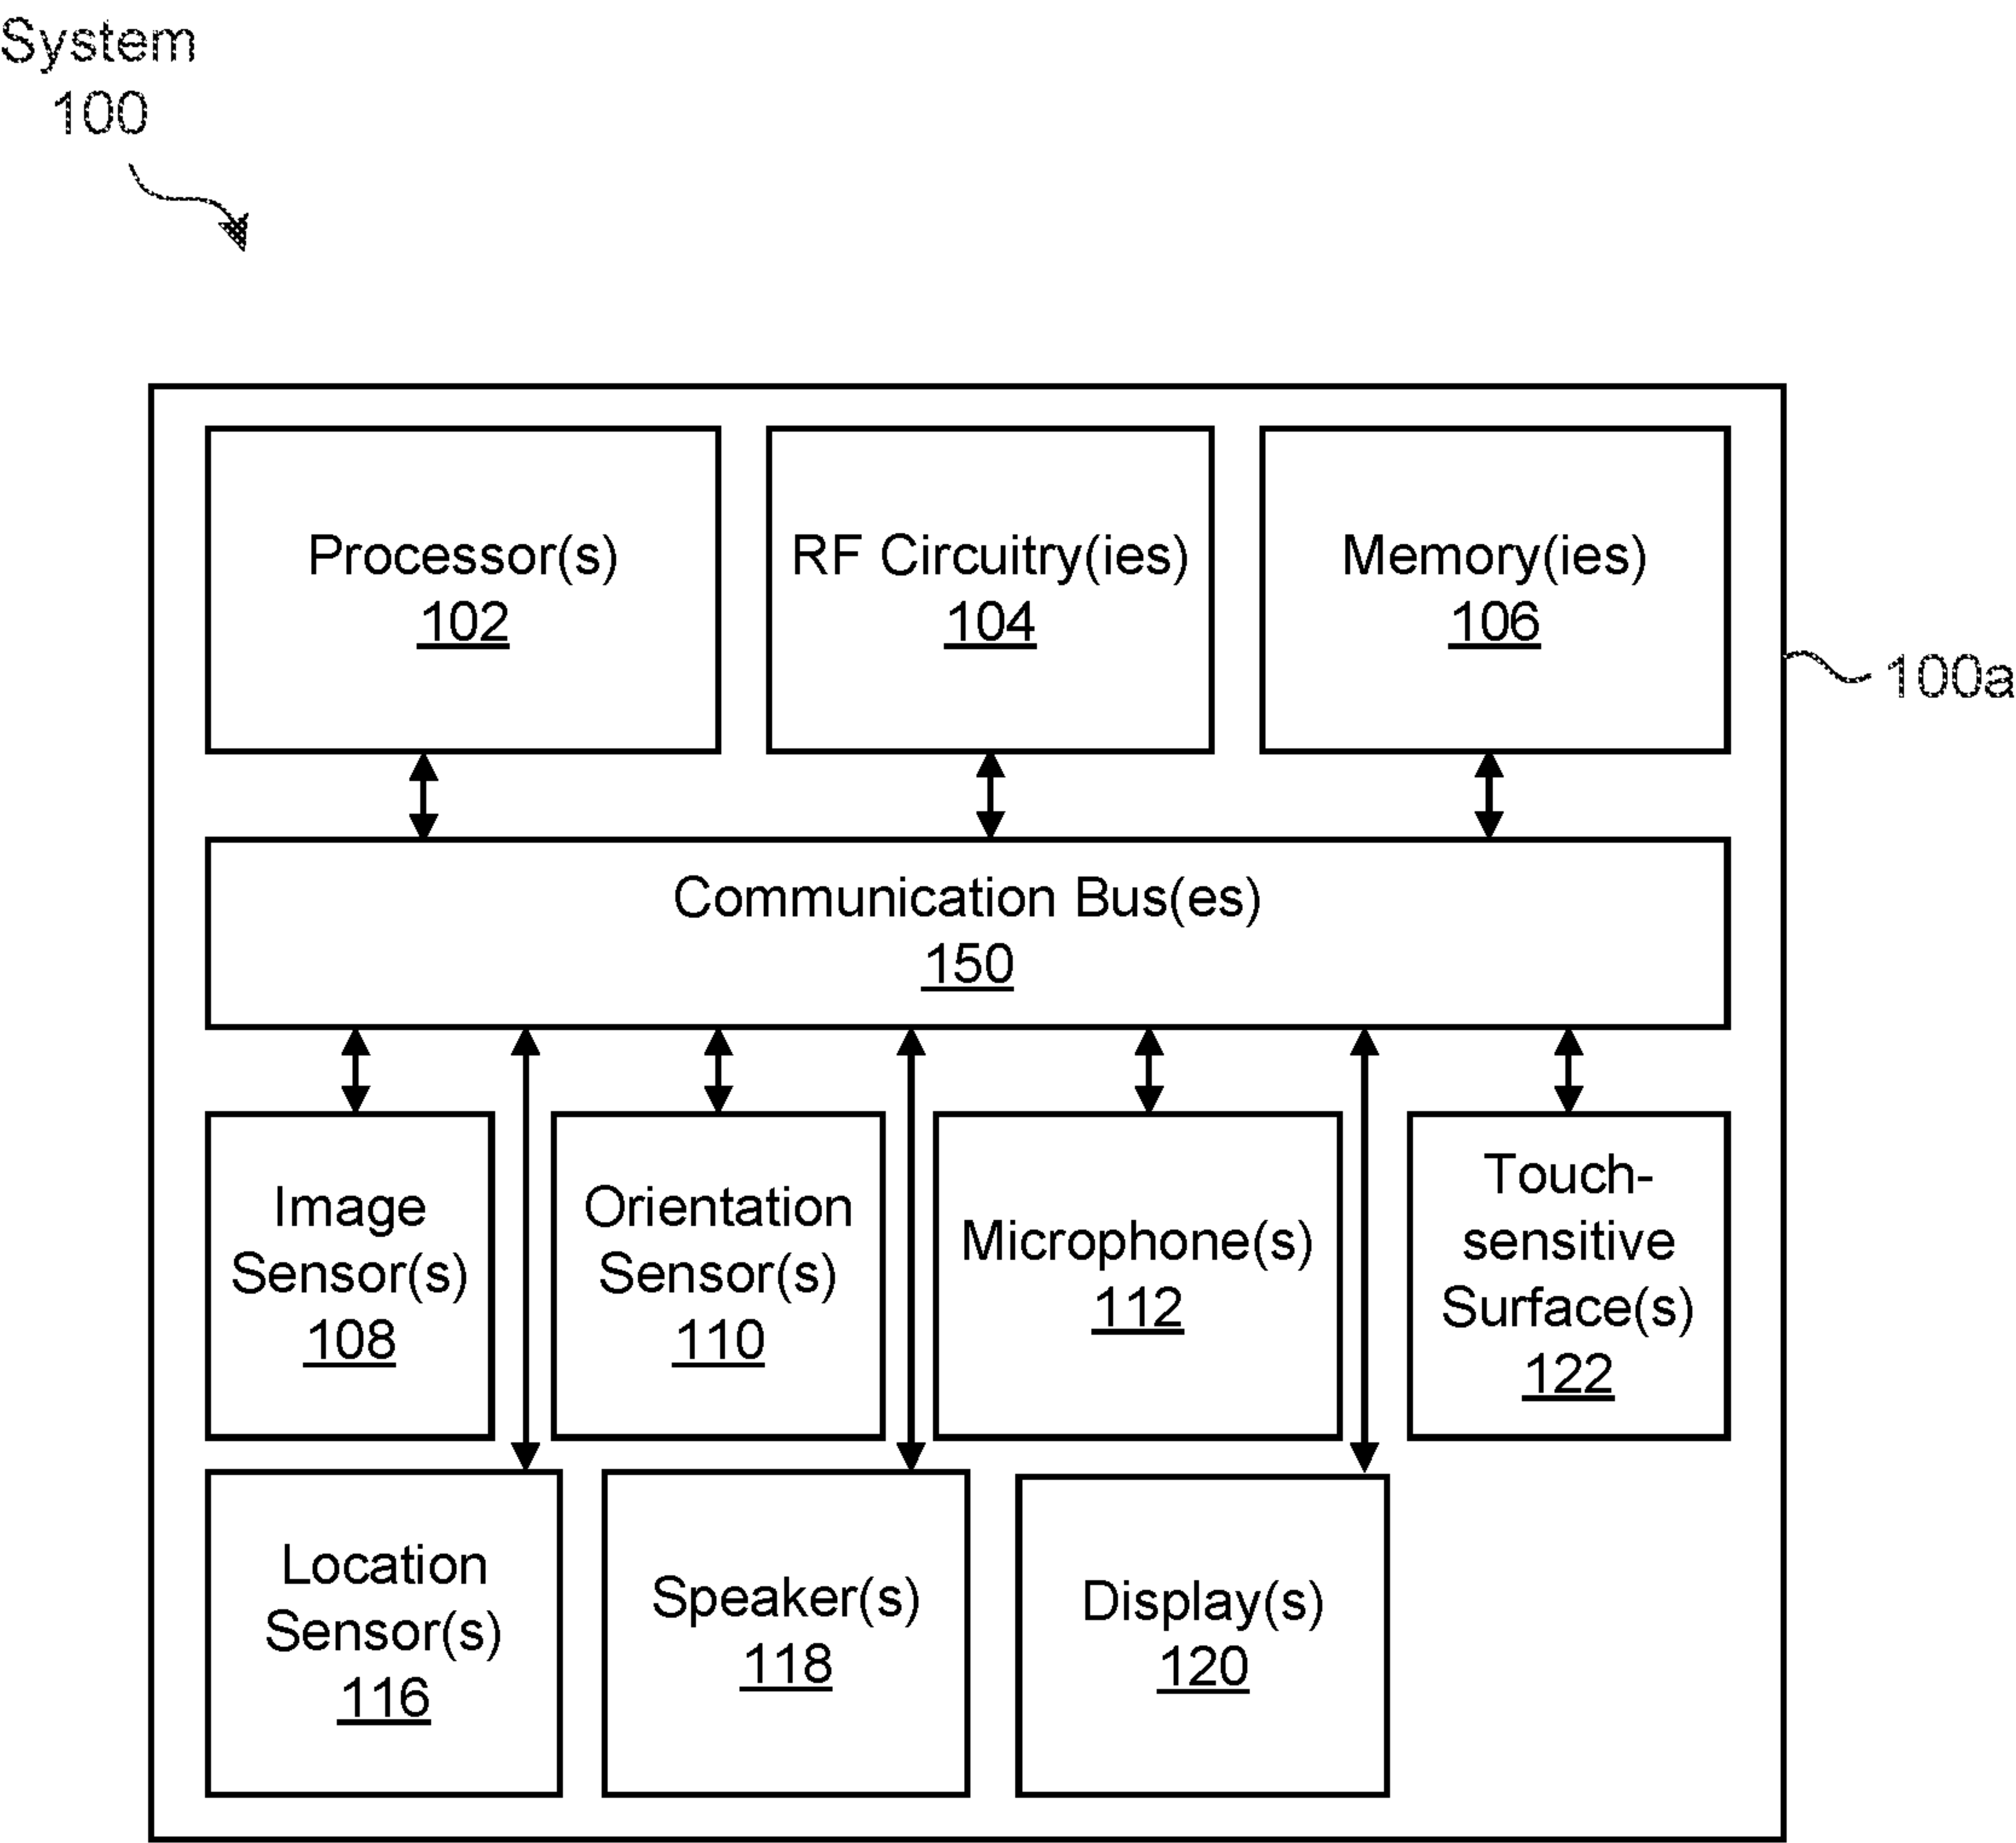 System
100
Processor(s)
102
RF Circuitry(ies)
104
Memory(ies)
106
100a
Communication Bus(es)
150
Image
Sensor(s)
108
Orientation
Sensor(s)
110
Microphone(s)
112
Touch-
sensitive
Surface(s)
122
Location
Sensor(s)
116
Speaker(s)
118
Display(s)
120